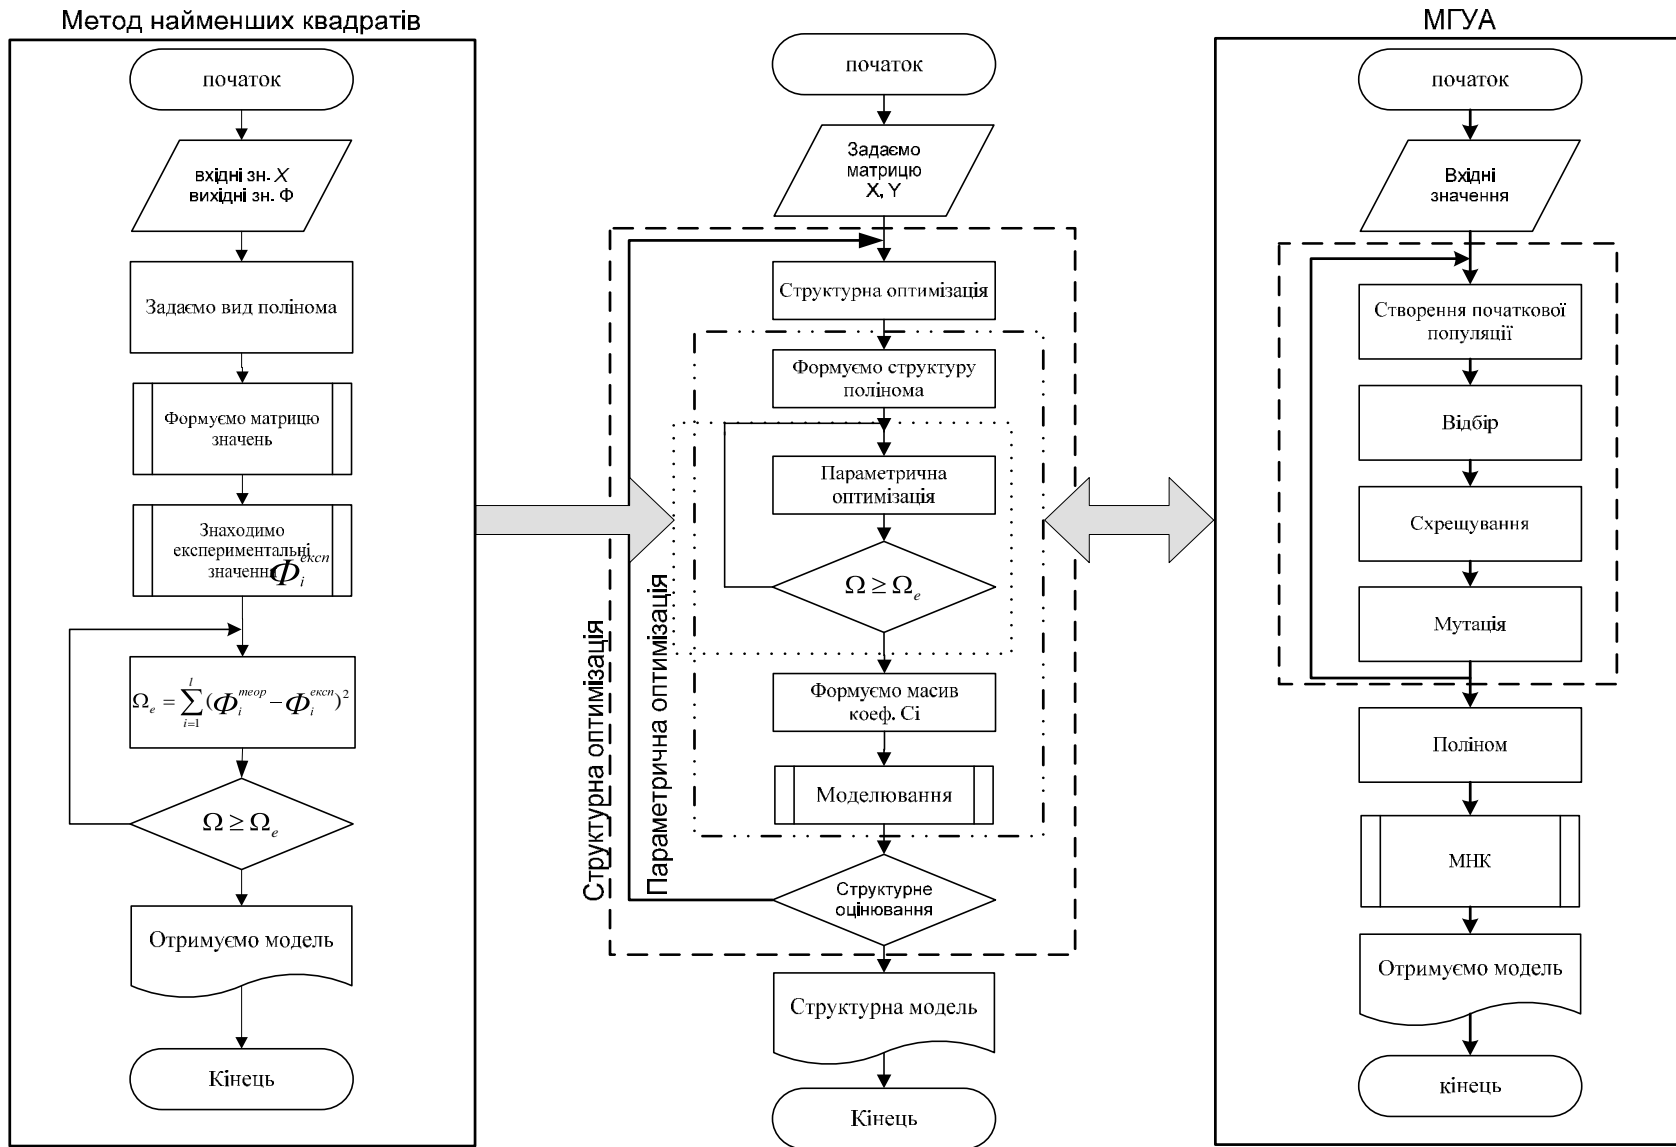 Метод найменших квадратів
початок
вхідні зн. X
вихідні зн. Ф
Задаємо вид полінома
Формуємо матрицю
значень
Знаходимо
експериментальні
значення
Φ_i^{експ}
Ω_e = \sum_{i=1}^{l} (Φ_i^{теор} − Φ_i^{експ})^2
Ω ≥ Ω_e
Отримуємо модель
Кінець
початок
Задаємо
матрицю
X, Y
Структурна оптимізація
Формуємо структуру
полінома
Параметрична
оптимізація
Ω ≥ Ω_e
Формуємо масив
коеф. Ci
Моделювання
Структурне
оцінювання
Структурна модель
Кінець
Структурна оптимізація
Параметрична оптимізація
МГУА
початок
Вхідні
значення
Створення початкової
популяції
Відбір
Схрещування
Мутація
Поліном
МНК
Отримуємо модель
кінець